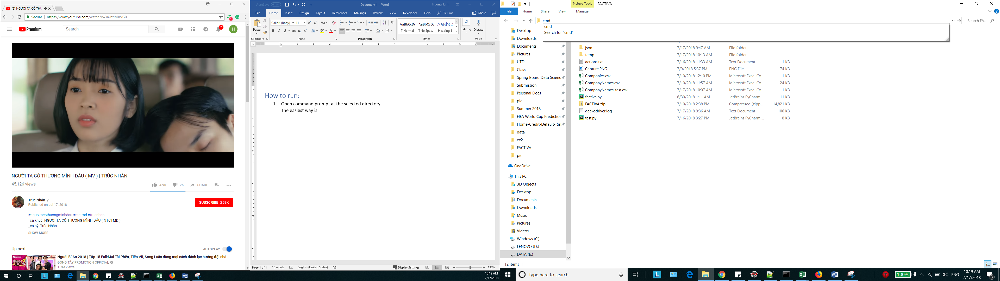 (2) NGƯỜI TA CÓ THƯƠ
Secure
https://www.youtube.com/watch?v=Ya-btLv0WG0
1
Premium
Search
2
H
NGƯỜI TA CÓ THƯƠNG MÌNH ĐÂU ( MV ) | TRÚC NHÂN
45,126 views
4.9K 25 SHARE
Trúc Nhân
Published on Jul 17, 2018
SUBSCRIBE 258K
#nguoitacothuongminhdau #ntctmd #trucnhan
_ca khúc: NGƯỜI TA CÓ THƯƠNG MÌNH ĐÂU ( NTCTMD )
_ca sỹ: Trúc Nhân
SHOW MORE
Up next
AUTOPLAY
Người Bí Ẩn 2018 | Tập 15 Full:Mai Tài Phến, Tiến Vũ, Song Luân dùng mọi cách đánh lạc hướng đội nhà
ĐÔNG TÂY PROMOTION OFFICIAL
1.7M views
AutoSave Off
Document1 - Word
Truong, Linh
File Home Insert Design Layout References Mailings Review View Developer Help Tell me Share
Paste
Calibri (Body) 11
Clipboard Font Paragraph Styles Voice
AaBbCcDc AaBbCcDc AaBbCc
¶ Normal ¶ No Spac... Heading 1
Editing Dictate
1 2 3 4 5 6 7
How to run:
1. Open command prompt at the selected directory
The easiest way is
Page 1 of 1 15 words English (United States) Display Settings 130%
10:19 AM
7/17/2018
Picture Tools FACTIVA
File Home Share View Manage
cmd
Search FA...
cmd
Search for "cmd"
Desktop
Downloads
Documents
Pictures
UTD
Class
Spring Board Data Scienc
Submission
Personal Docs
pic
Summer 2018
FIFA World Cup Prediction
Home-Credit-Default-Ris
data
ex2
FACTIVA
pic
OneDrive
This PC
3D Objects
Desktop
Documents
Downloads
Music
Pictures
Videos
Windows (C:)
LENOVO (D:)
DATA (E:)
json 7/17/2018 9:47 AM File folder
temp 7/17/2018 10:13 AM File folder
actions.txt 7/16/2018 11:33 AM Text Document 1 KB
Capture.PNG 7/9/2018 5:37 PM PNG File 74 KB
Companies.csv 7/10/2018 12:10 PM Microsoft Excel Co... 1 KB
CompanyNames.csv 7/10/2018 11:57 AM Microsoft Excel Co... 24 KB
CompanyNames-test.csv 7/17/2018 10:07 AM Microsoft Excel Co... 1 KB
factiva.py 6/30/2018 1:11 AM JetBrains PyCharm ... 11 KB
FACTIVA.zip 7/10/2018 2:38 PM Compressed (zipp... 14,821 KB
geckodriver.log 7/17/2018 9:36 AM Text Document 106 KB
test.py 7/16/2018 3:27 PM JetBrains PyCharm ... 8 KB
12 items
Type here to search
100%
ENG
10:19 AM
7/17/2018
3